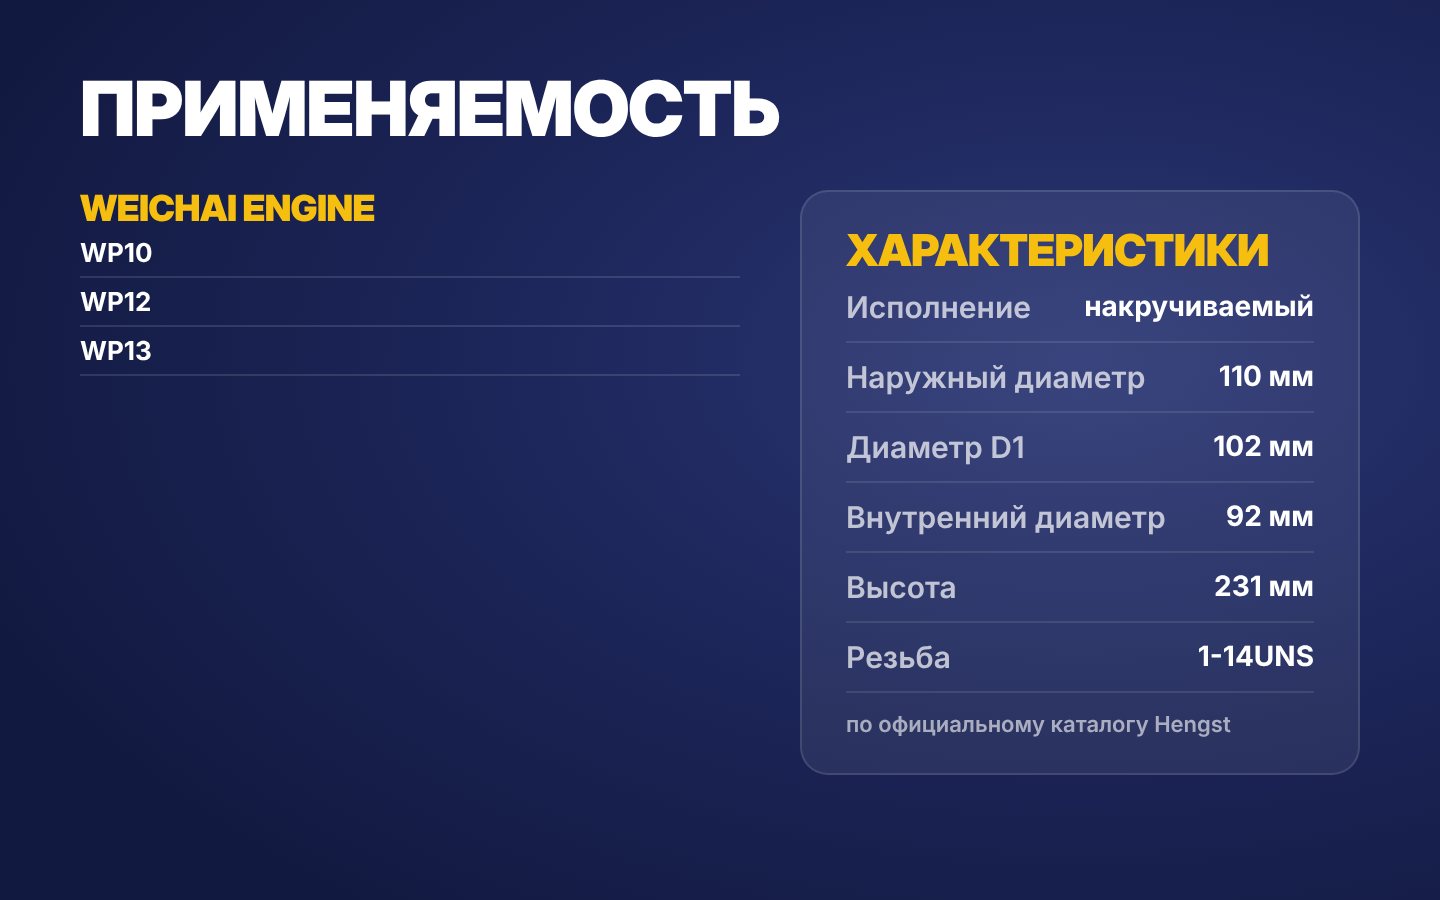 ПРИМЕНЯЕМОСТЬ
WEICHAI ENGINE
WP10
WP12
WP13
ХАРАКТЕРИСТИКИ
Исполнение накручиваемый
Наружный диаметр 110 мм
Диаметр D1 102 мм
Внутренний диаметр 92 мм
Высота 231 мм
Резьба 1-14UNS
по официальному каталогу Hengst